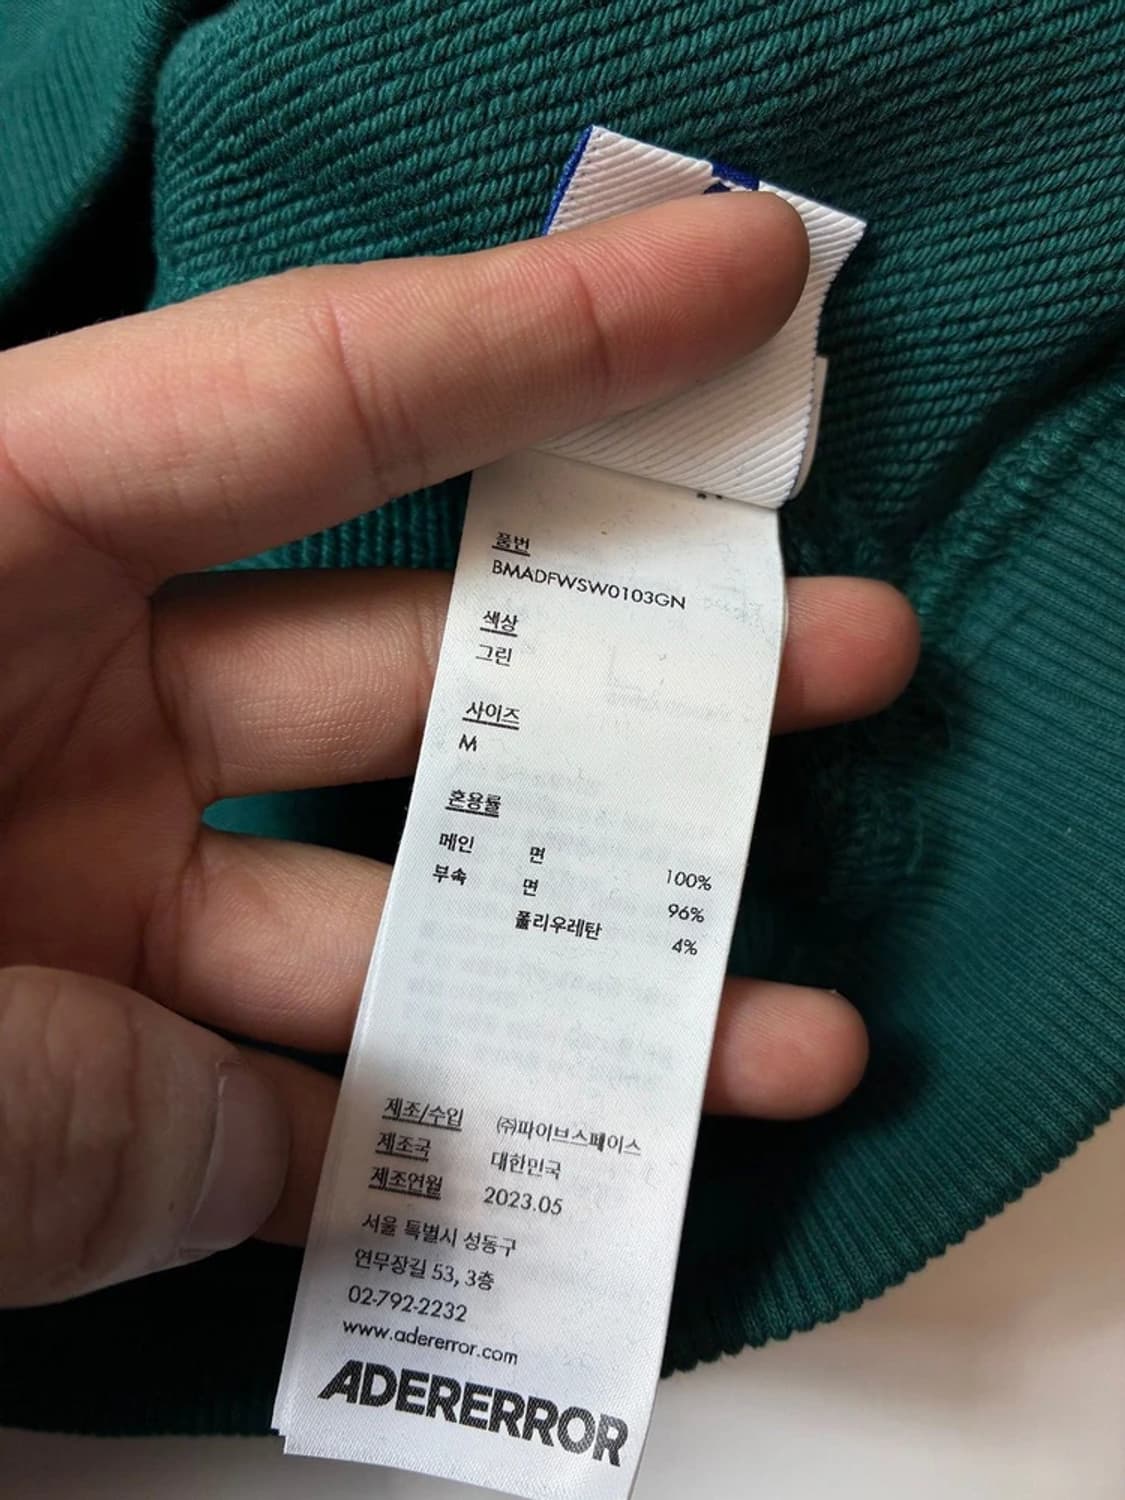 품번
BMADFWSW0103GN
색상
그린
사이즈
M
혼용률
메인 면 100%
부속 면 96%
폴리우레탄 4%
제조/수입 ㈜파이브스페이스
제조국 대한민국
제조연월 2023.05
서울 특별시 성동구
연무장길 53, 3층
02-792-2232
www.adererror.com
ADERERROR